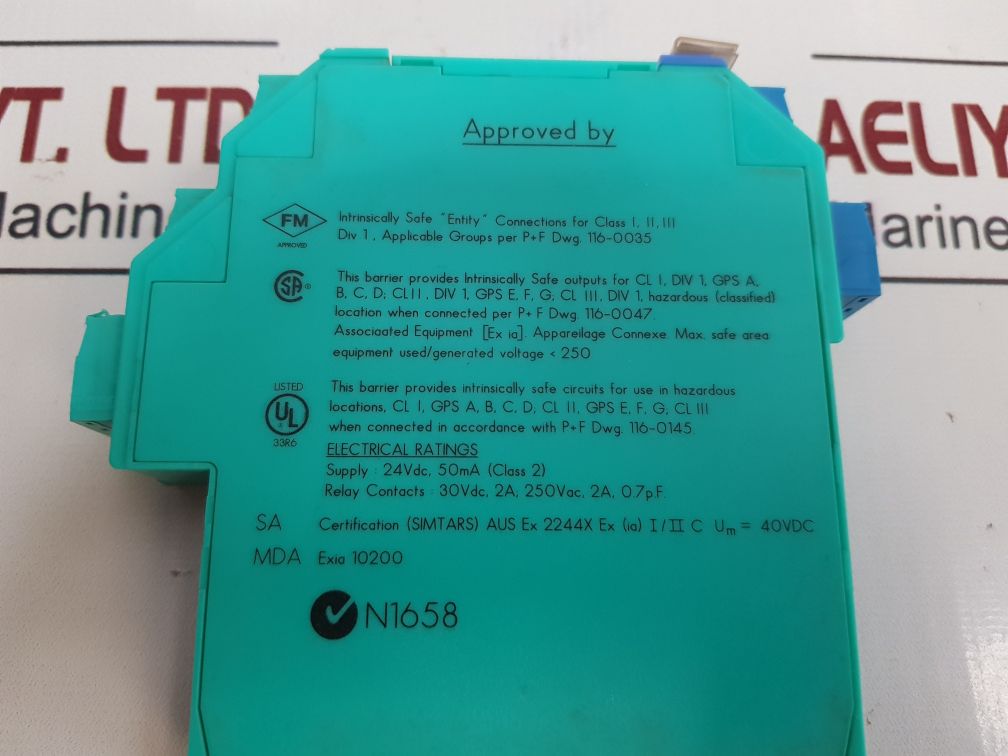 YT. LTD
AELIY
Machin
arine
Approved by
FM
APPROVED
Intrinsically Safe "Entity" Connections for Class I, II, III
Div 1, Applicable Groups per P+F Dwg. 116-0035
SA ®
This barrier provides Intrinsically Safe outputs for CL I, DIV 1, GPS A,
B, C, D; CL II, DIV 1, GPS E, F, G; CL III, DIV 1, hazardous (classified)
location when connected per P+F Dwg. 116-0047.
Associaated Equipment [Ex ia]. Appareilage Connexe. Max. safe area
equipment used/generated voltage < 250
LISTED
UL ®
33R6
This barrier provides intrinsically safe circuits for use in hazardous
locations, CL I, GPS A, B, C, D; CL II, GPS E, F, G; CL III
when connected in accordance with P+F Dwg. 116-0145.
ELECTRICAL RATINGS
Supply : 24Vdc, 50mA (Class 2)
Relay Contacts : 30Vdc, 2A, 250Vac, 2A, 0.7p.F.
SA Certification (SIMTARS) AUS Ex 2244X Ex (ia) I/II C Um = 40VDC
MDA Exia 10200
N1658